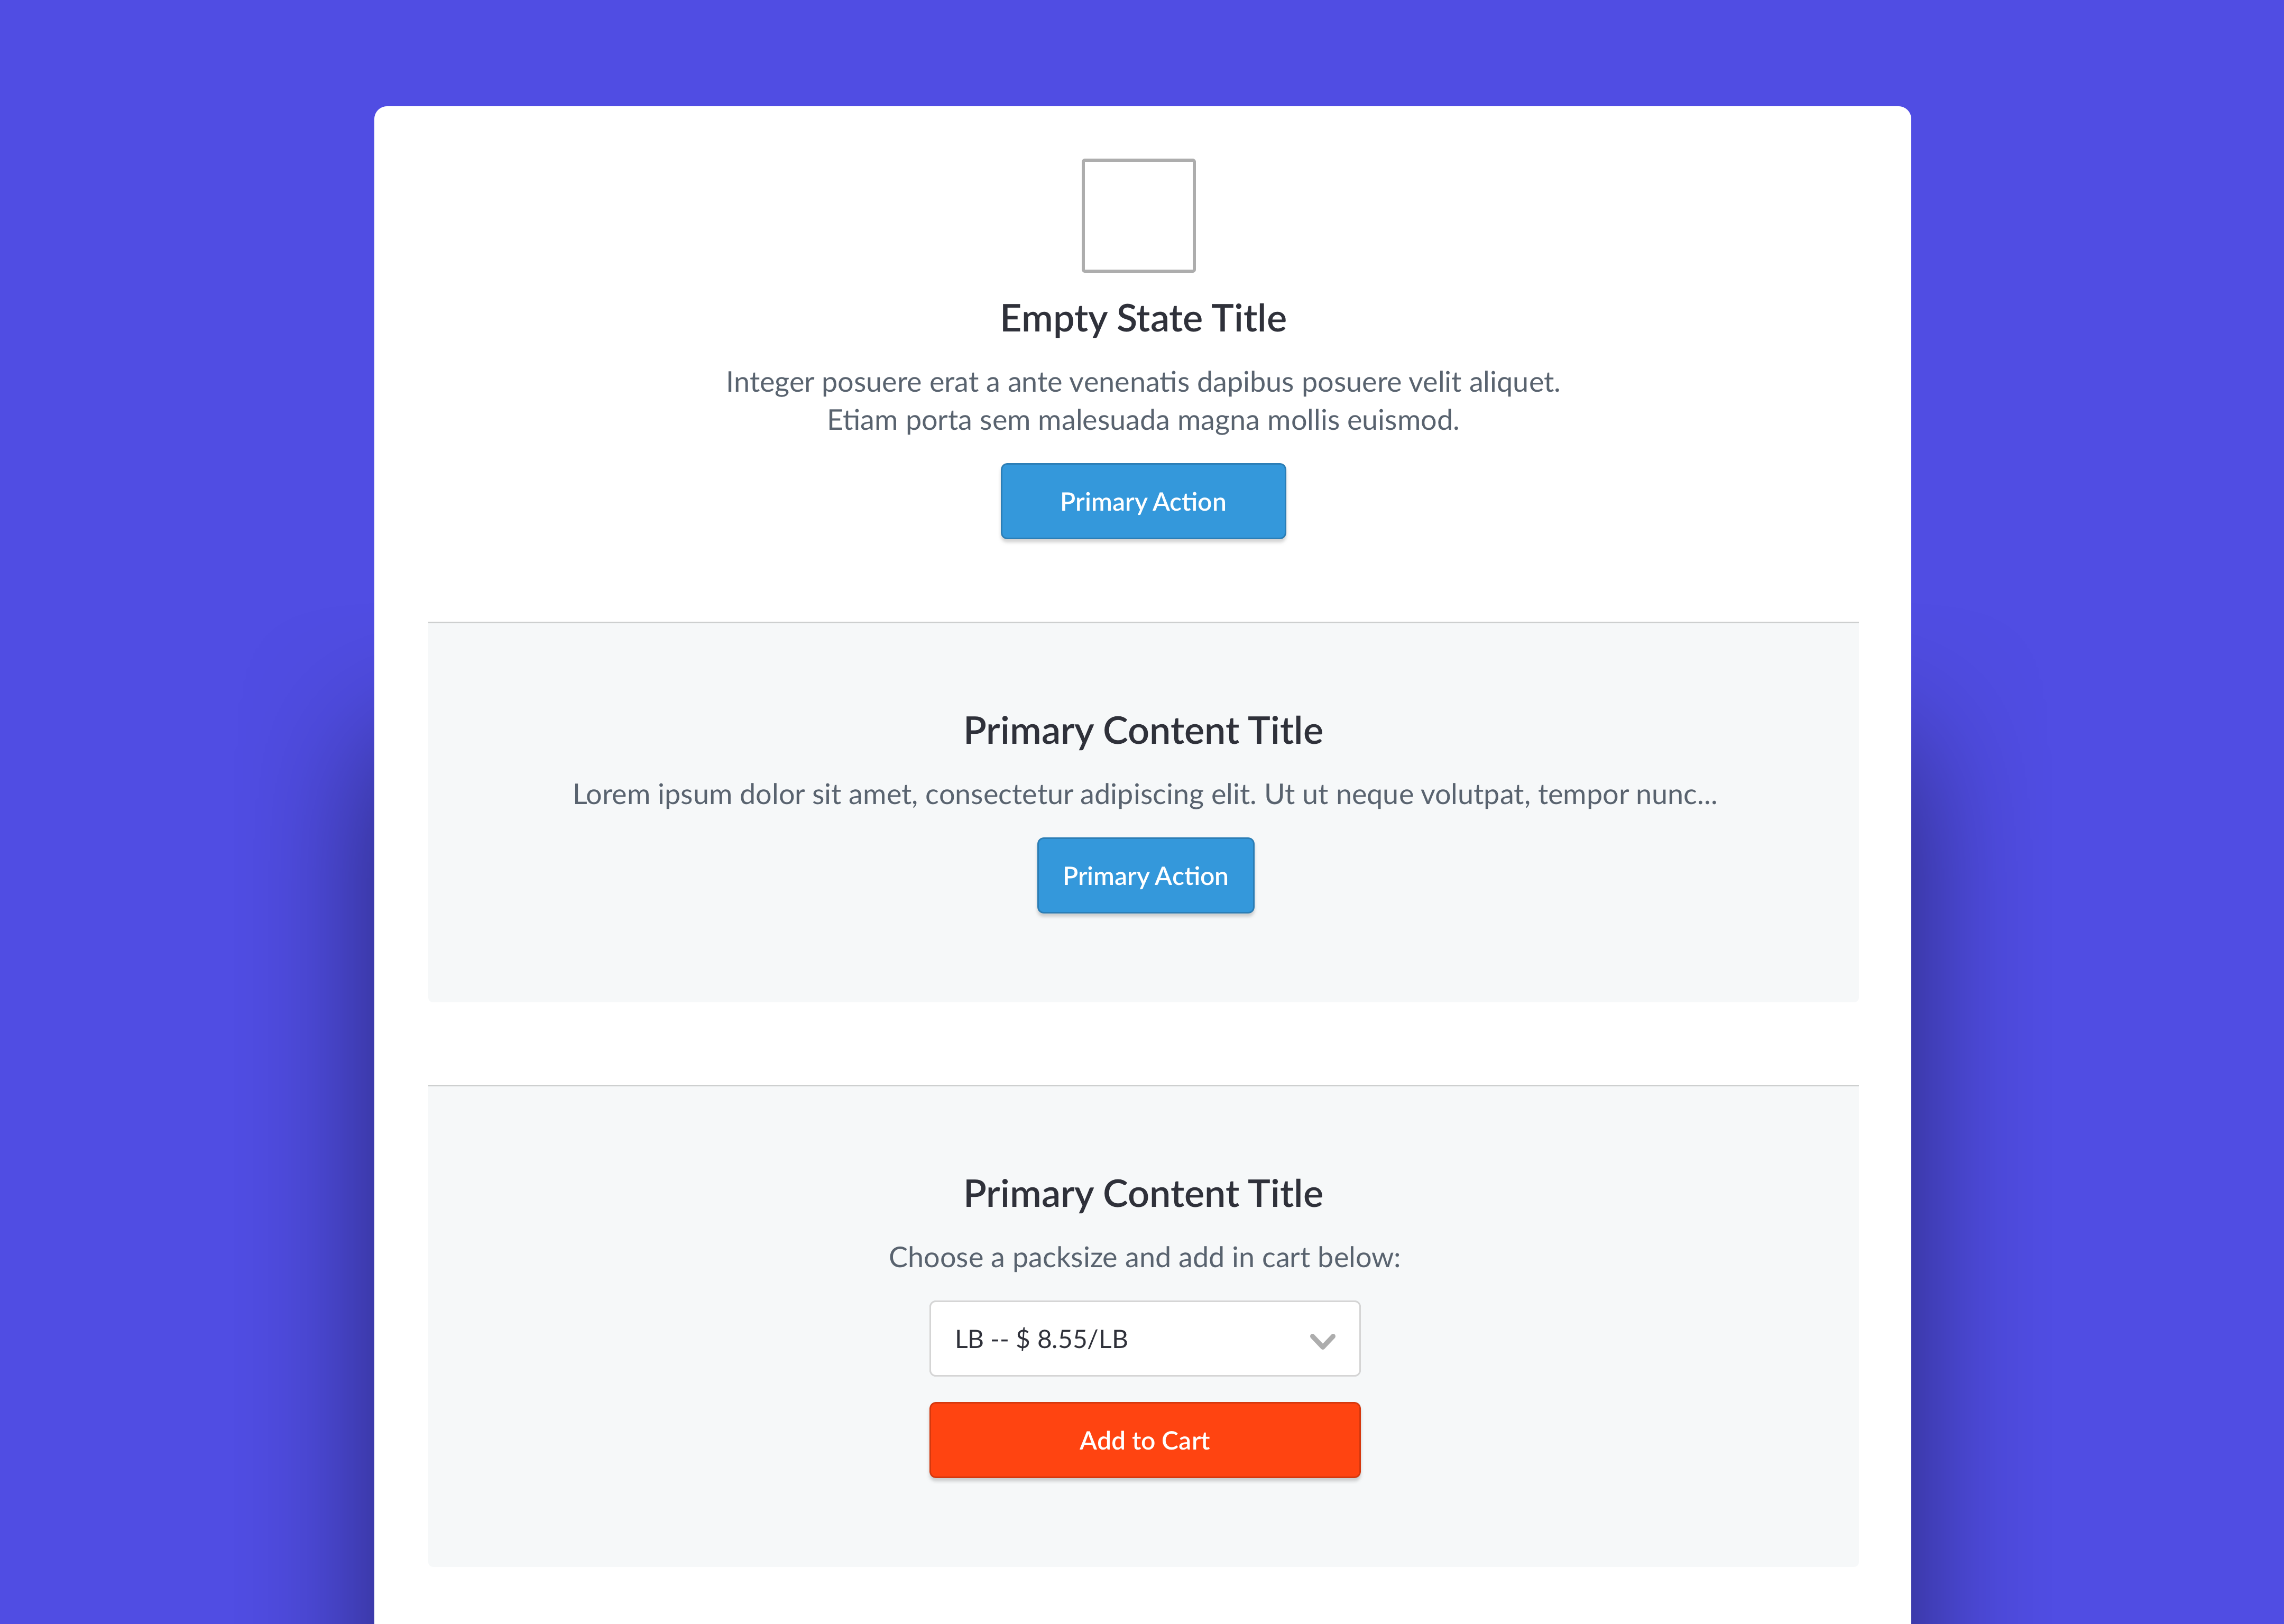 Empty State Title
Integer posuere erat a ante venenatis dapibus posuere velit aliquet.
Etiam porta sem malesuada magna mollis euismod.
Primary Action
Primary Content Title
Lorem ipsum dolor sit amet, consectetur adipiscing elit. Ut ut neque volutpat, tempor nunc...
Primary Action
Primary Content Title
Choose a packsize and add in cart below:
LB -- $ 8.55/LB
Add to Cart